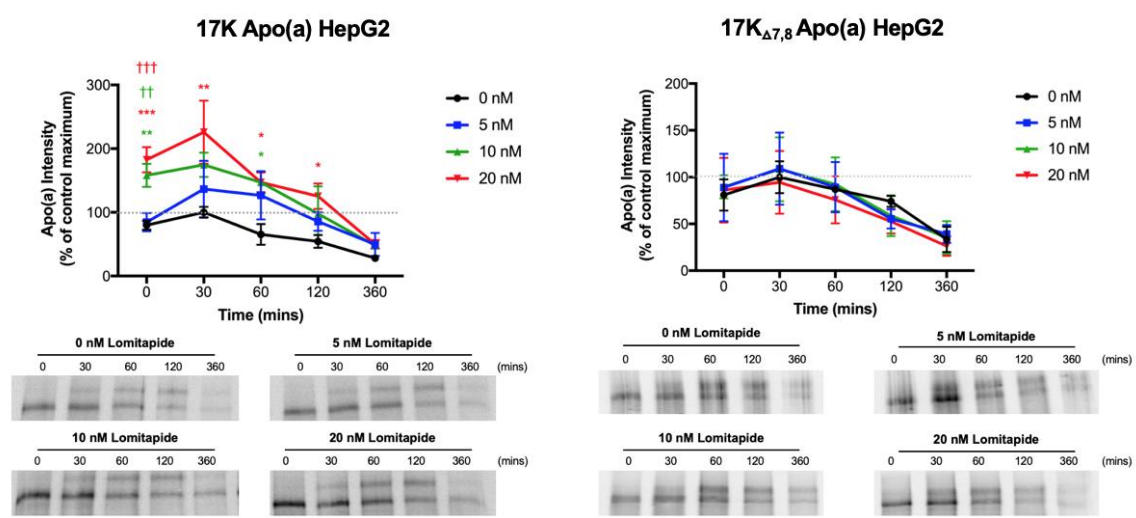 17K Apo(a) HepG2
†††
††
***
**
**
*
*
*
300
200
100
0
Apo(a) Intensity
(% of control maximum)
0 30 60 120 360
Time (mins)
0 nM
5 nM
10 nM
20 nM
0 nM Lomitapide
0 30 60 120 360 (mins)
5 nM Lomitapide
0 30 60 120 360 (mins)
10 nM Lomitapide
0 30 60 120 360
20 nM Lomitapide
0 30 60 120 360
17KΔ7,8 Apo(a) HepG2
200
150
100
50
0
Apo(a) Intensity
(% of control maximum)
0 30 60 120 360
Time (mins)
0 nM
5 nM
10 nM
20 nM
0 nM Lomitapide
0 30 60 120 360
5 nM Lomitapide
0 30 60 120 360 (mins)
10 nM Lomitapide
0 30 60 120 360
20 nM Lomitapide
0 30 60 120 360 (mins)